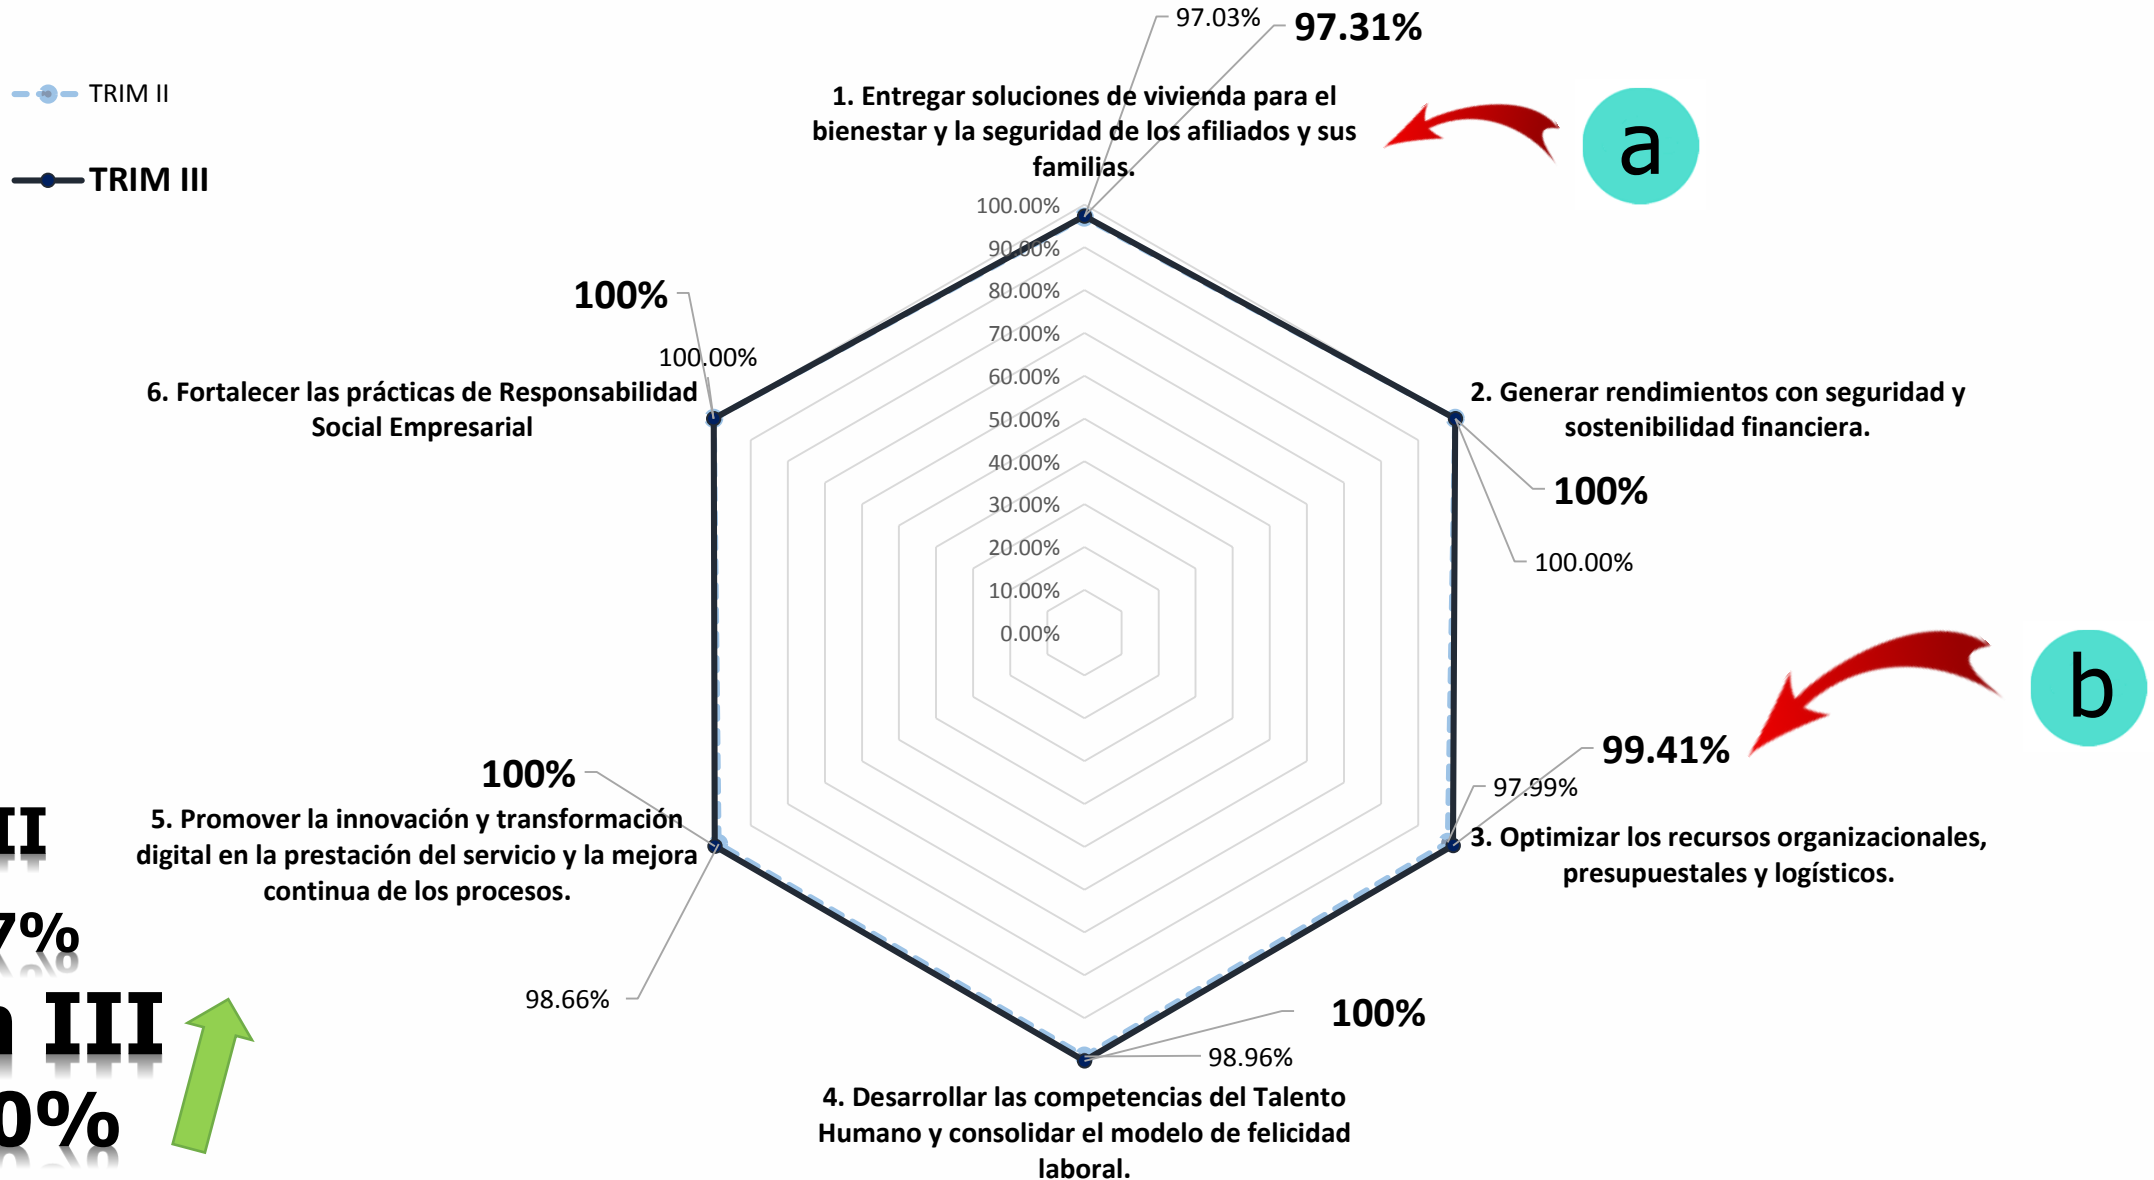 97.03%
97.31%
TRIM II
TRIM III
1. Entregar soluciones de vivienda para el
bienestar y la seguridad de los afiliados y sus
familias.
a
100.00%
90.00%
80.00%
70.00%
60.00%
50.00%
40.00%
30.00%
20.00%
10.00%
0.00%
100%
100.00%
6. Fortalecer las prácticas de Responsabilidad
Social Empresarial
2. Generar rendimientos con seguridad y
sostenibilidad financiera.
100%
100.00%
b
99.41%
97.99%
3. Optimizar los recursos organizacionales,
presupuestales y logísticos.
100%
5. Promover la innovación y transformación
digital en la prestación del servicio y la mejora
continua de los procesos.
98.66%
100%
98.96%
4. Desarrollar las competencias del Talento
Humano y consolidar el modelo de felicidad
laboral.
7%
III
0%